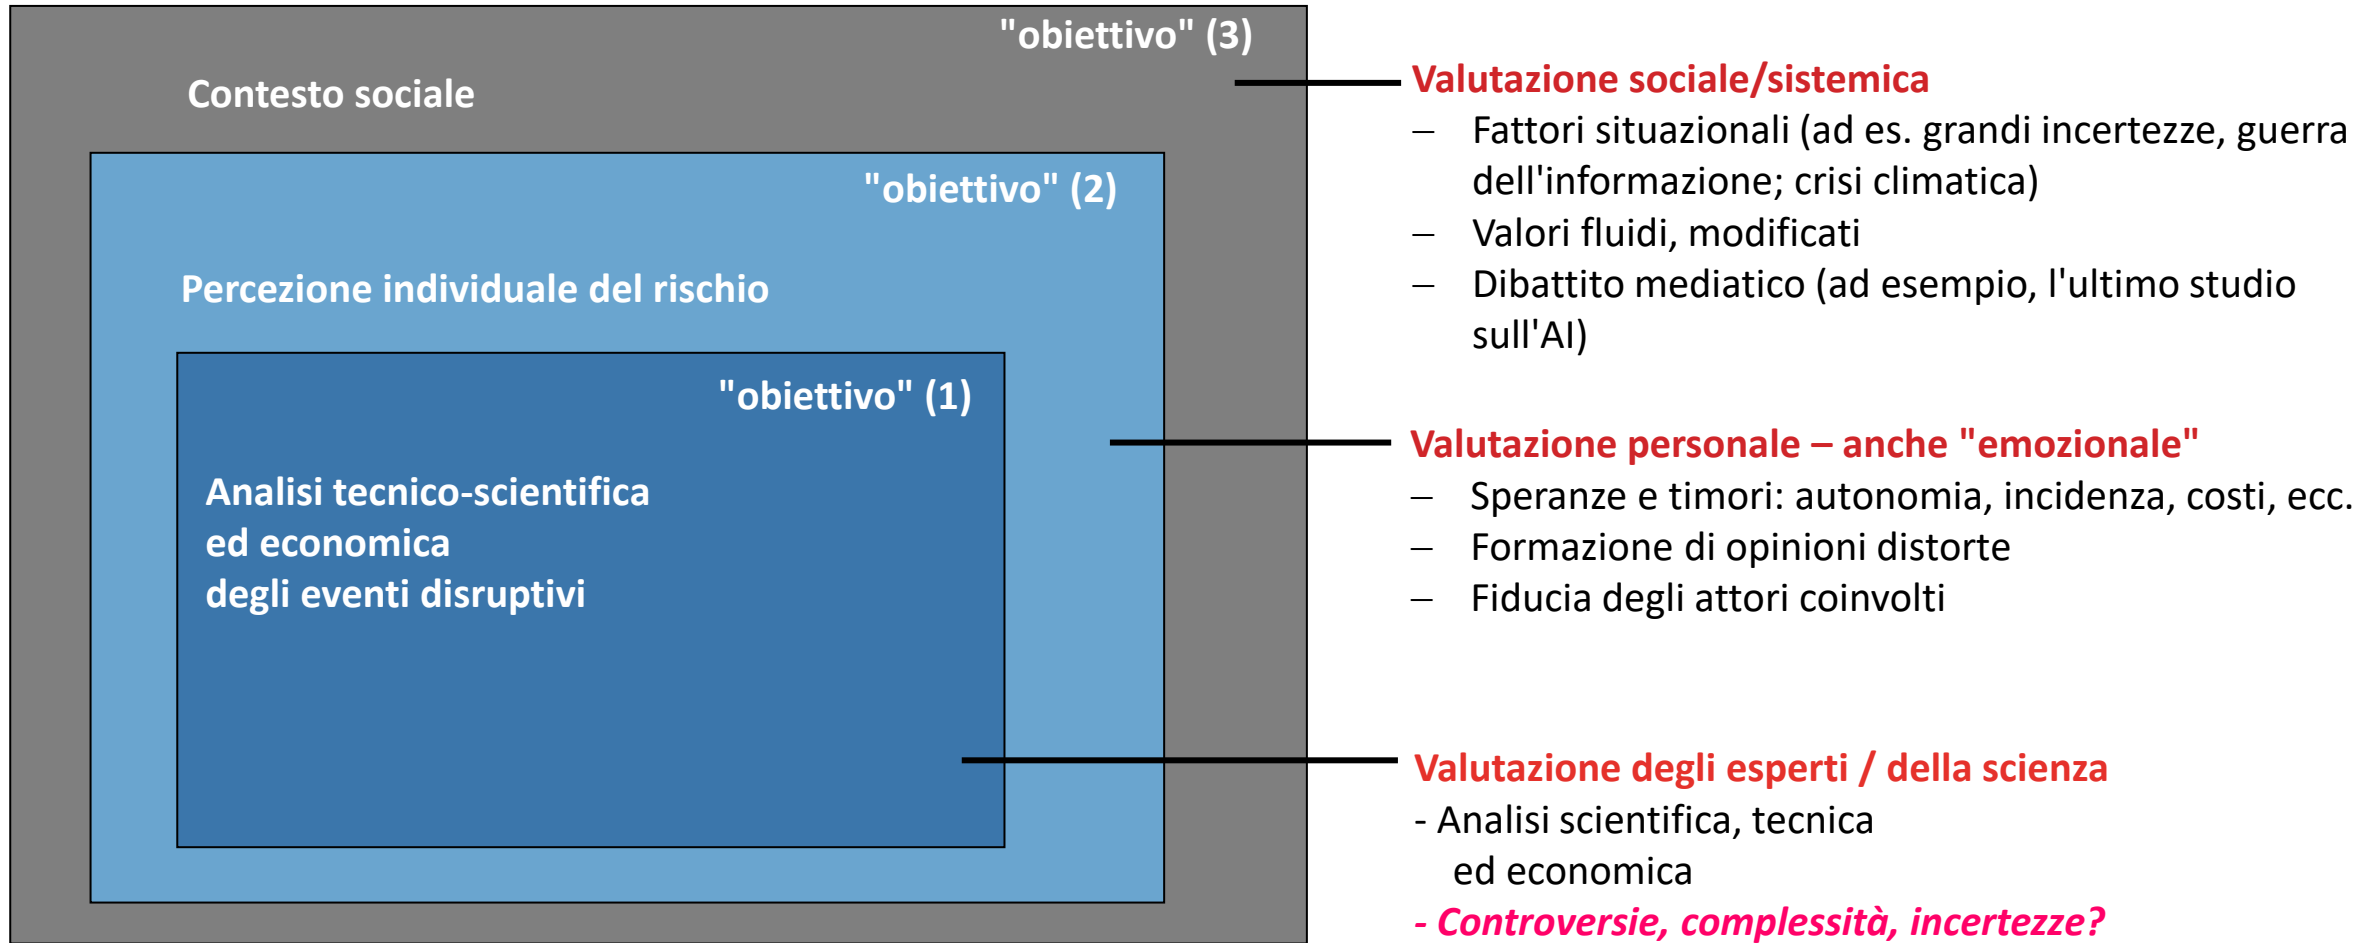 "obiettivo" (3)
Contesto sociale
"obiettivo" (2)
Percezione individuale del rischio
"obiettivo" (1)
Analisi tecnico-scientifica
ed economica
degli eventi disruptivi
Valutazione sociale/sistemica
– Fattori situazionali (ad es. grandi incertezze, guerra
dell'informazione; crisi climatica)
– Valori fluidi, modificati
– Dibattito mediatico (ad esempio, l'ultimo studio
sull'AI)
Valutazione personale – anche "emozionale"
– Speranze e timori: autonomia, incidenza, costi, ecc.
– Formazione di opinioni distorte
– Fiducia degli attori coinvolti
Valutazione degli esperti / della scienza
- Analisi scientifica, tecnica
ed economica
- Controversie, complessità, incertezze?